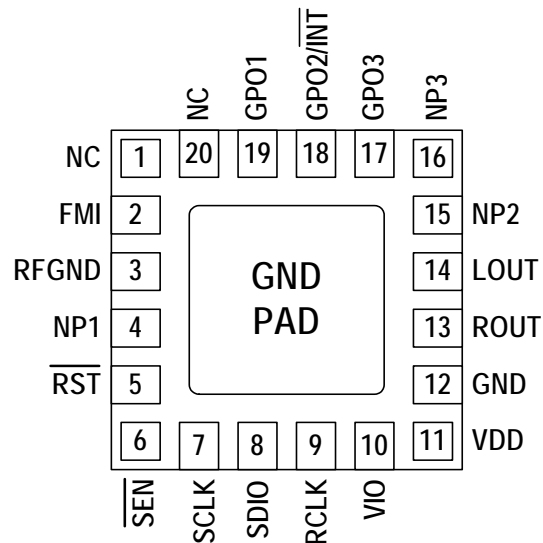 NC
GPO1
GPO2/INT
GPO3
NP3
20
19
18
17
16
NC 1
FMI 2
15 NP2
RFGND 3
14 LOUT
GND
PAD
NP1 4
13 ROUT
RST 5
12 GND
6
7
8
9
10
11 VDD
SEN
SCLK
SDIO
RCLK
VIO